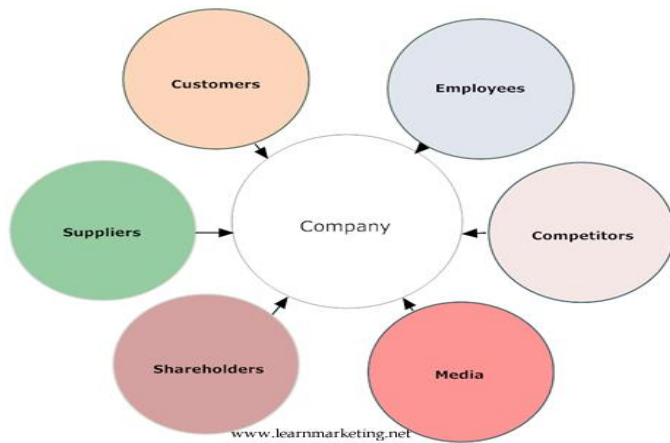 Customers
Employees
Suppliers
Company
Competitors
Shareholders
Media
www.learnmarketing.net